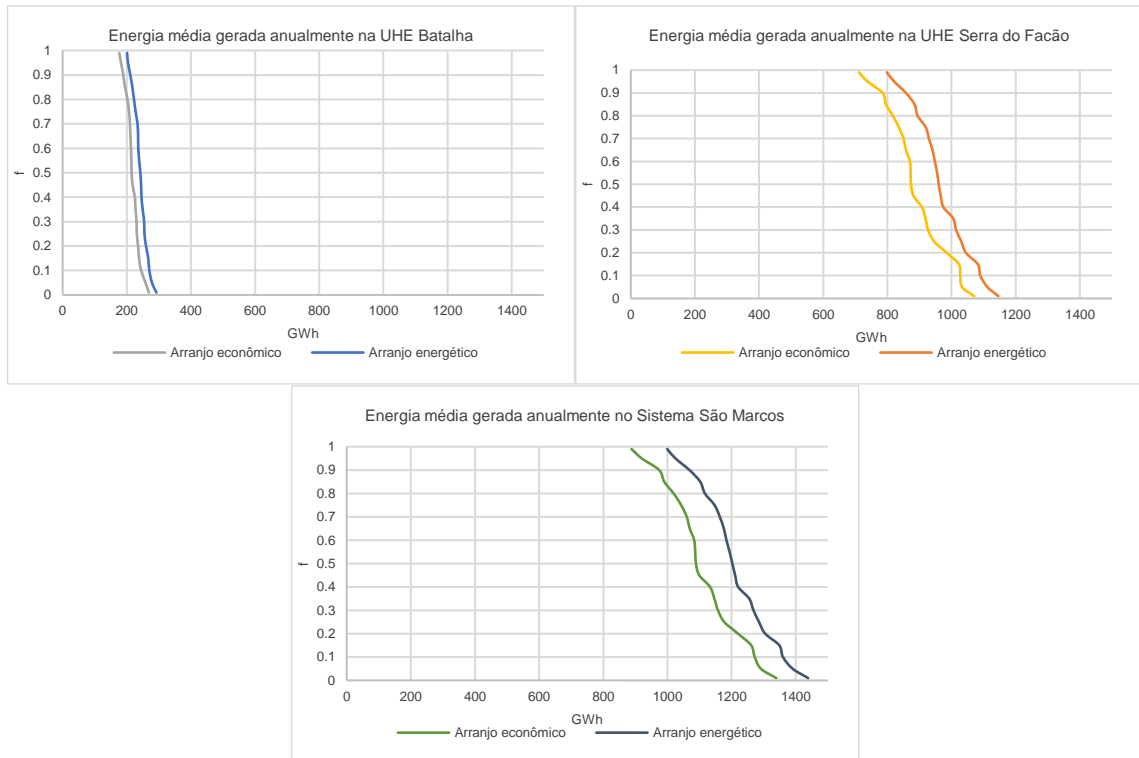 Energia média gerada anualmente na UHE Batalha
1
0.9
0.8
0.7
0.6
0.5
0.4
0.3
0.2
0.1
0
f
0 200 400 600 800 1000 1200 1400
GWh
Arranjo econômico Arranjo energético
Energia média gerada anualmente na UHE Serra do Facão
1
0.9
0.8
0.7
0.6
0.5
0.4
0.3
0.2
0.1
0
f
0 200 400 600 800 1000 1200 1400
GWh
Arranjo econômico Arranjo energético
Energia média gerada anualmente no Sistema São Marcos
1
0.9
0.8
0.7
0.6
0.5
0.4
0.3
0.2
0.1
0
f
0 200 400 600 800 1000 1200 1400
GWh
Arranjo econômico Arranjo energético